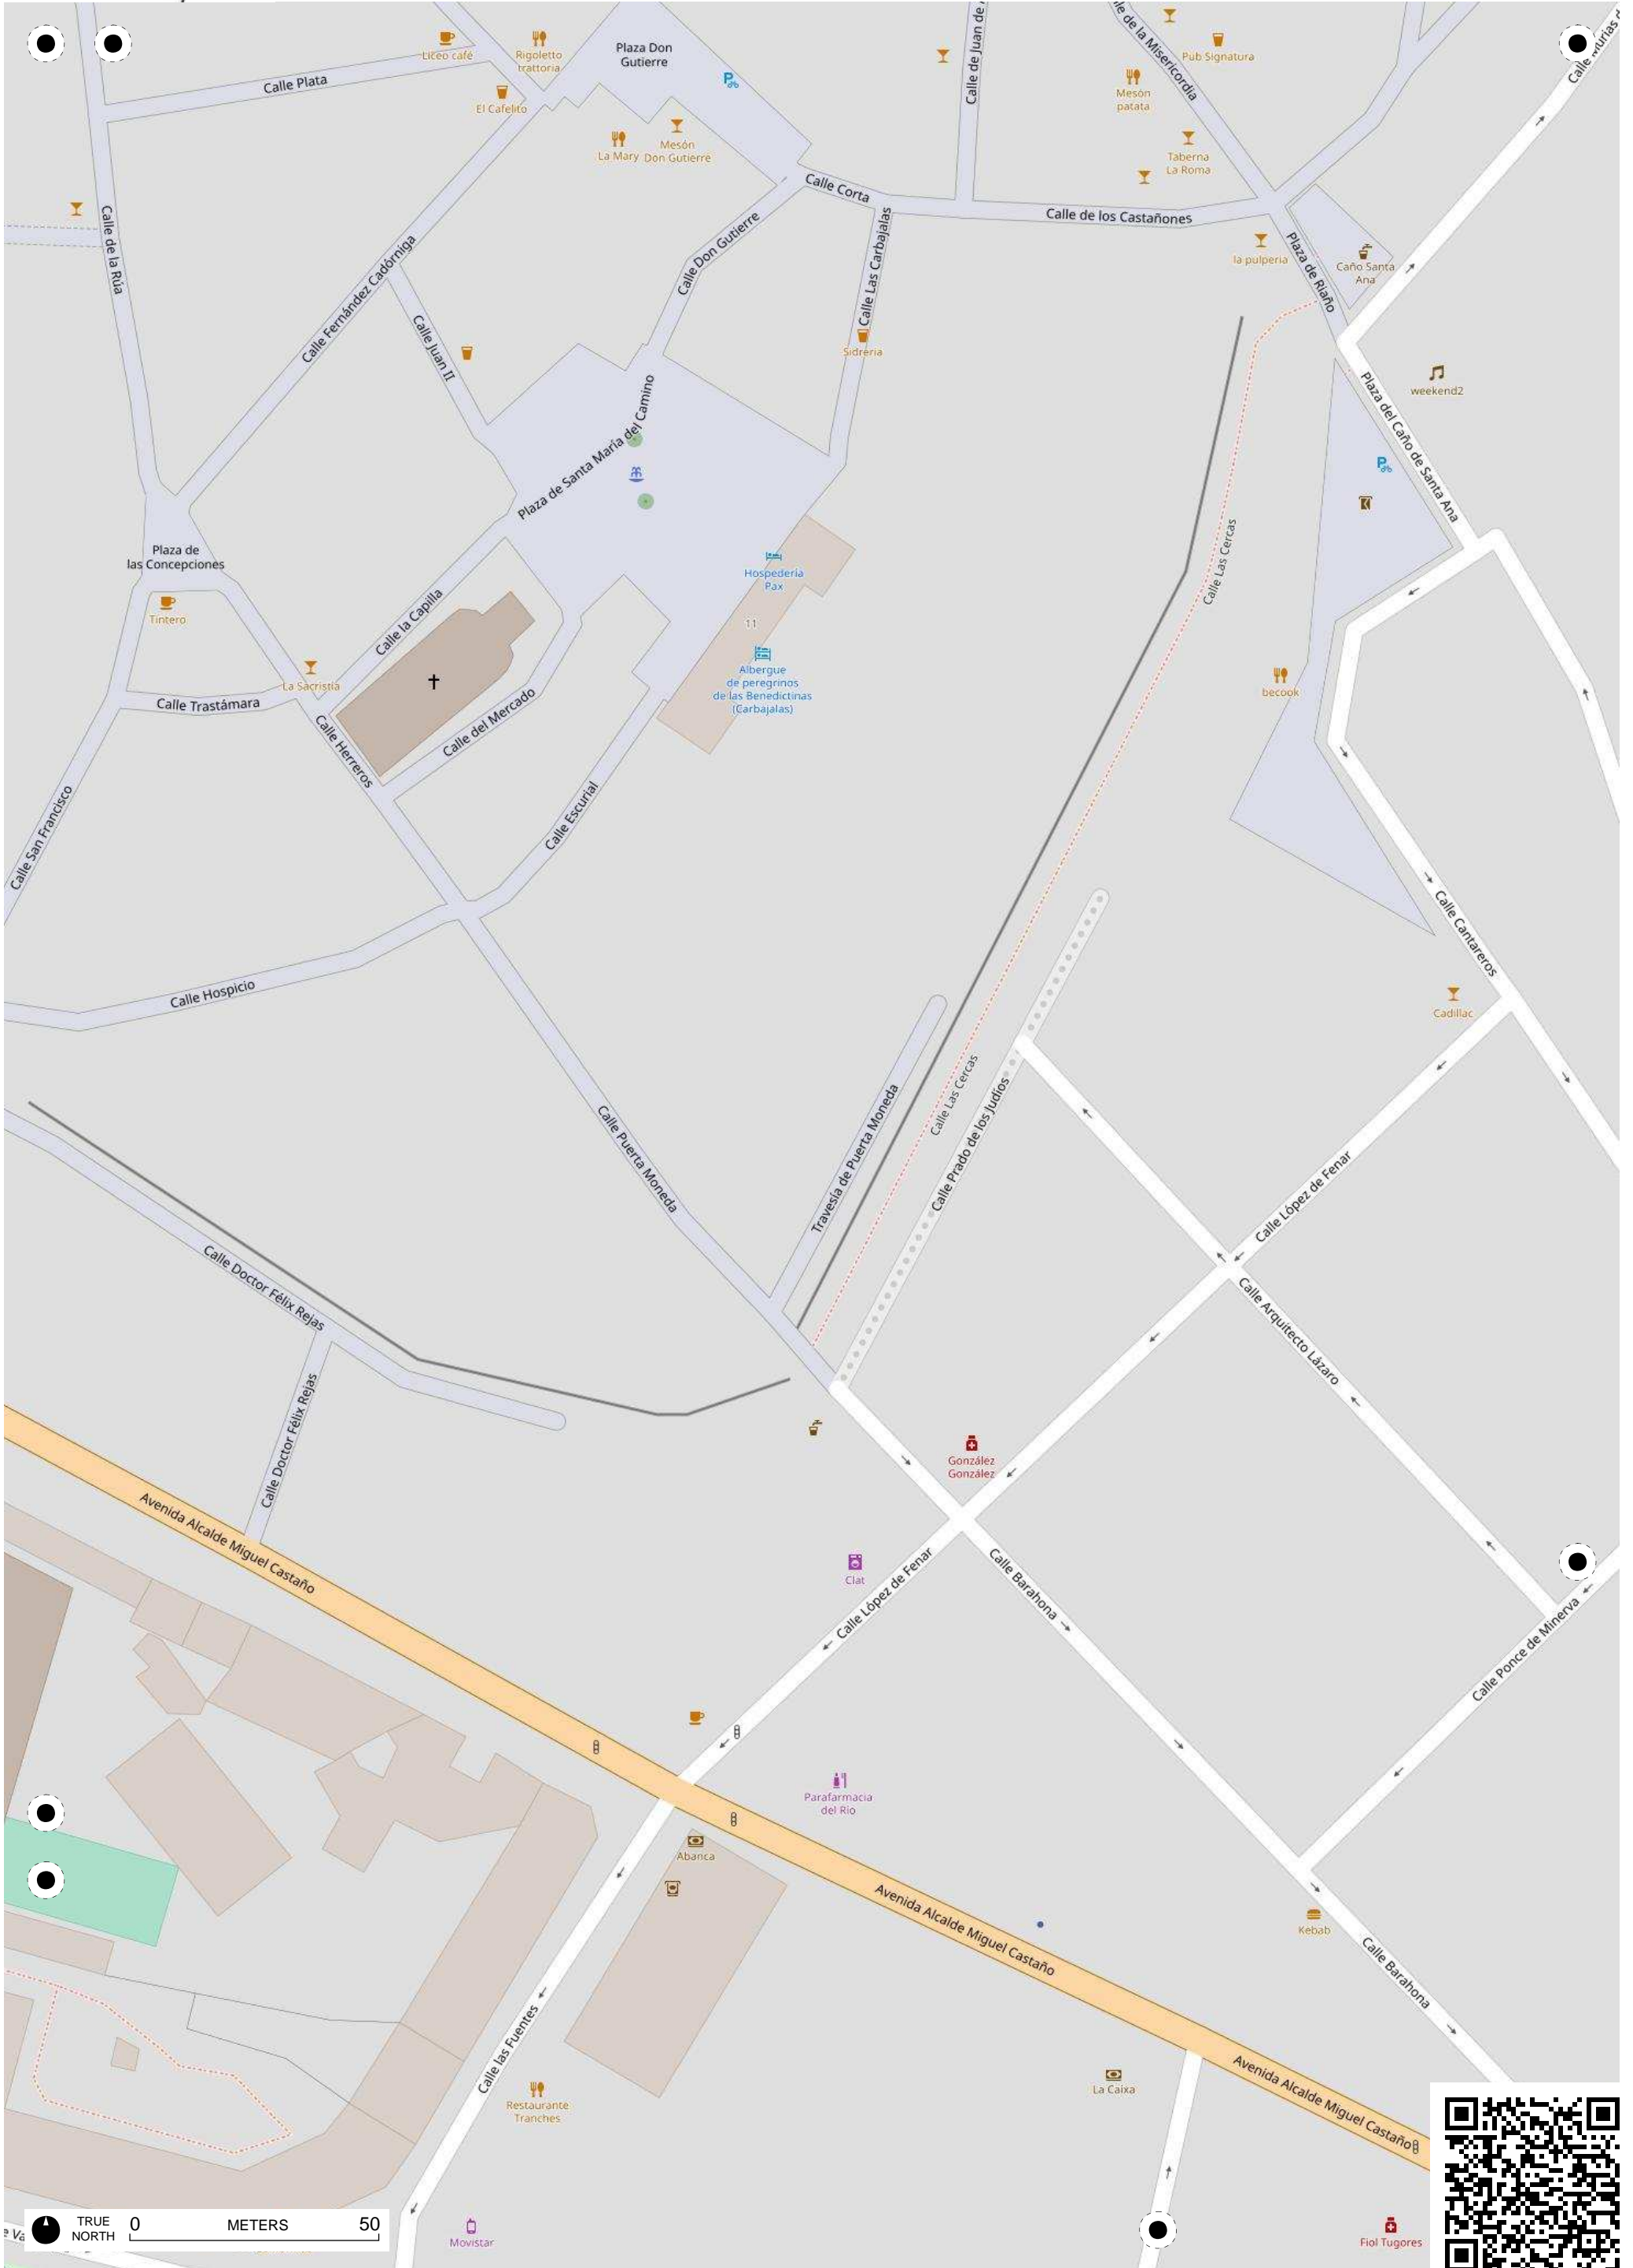 Liceo café
Rigoletto
trattoria
Plaza Don
Gutierre
Calle Plata
El Cafelito
La Mary
Mesón
Don Gutierre
Calle de Juan de
Calle de la Misericordia
Pub Signatura
Mesón
patata
Taberna
La Roma
Calle Corta
Calle de los Castañones
la pulperia
Plaza de Riaño
Caño Santa
Ana
Calle de la Rúa
Calle Fernández Cadórniga
Calle Juan II
Calle Don Gutierre
Calle Las Carbajalas
Sidrería
weekend2
Plaza del Caño de Santa Ana
Plaza de Santa María del Camino
Plaza de
las Concepciones
Tintero
Calle la Capilla
Hospedería
Pax
11
Albergue
de peregrinos
de las Benedictinas
(Carbajalas)
Calle Las Cercas
becook
La Sacristia
Calle Trastámara
Calle Herreros
Calle del Mercado
Calle San Francisco
Calle Escurial
Calle Cantareros
Calle Hospicio
Cadillac
Calle Puerta Moneda
Travesía de Puerta Moneda
Calle Las Cercas
Calle Prado de los Judíos
Calle López de Fenar
Calle Doctor Félix Rejas
Calle Arquitecto Lázaro
Calle Doctor Félix Rejas
González
González
Avenida Alcalde Miguel Castaño
Clat
Calle López de Fenar
Calle Barahona
Calle Ponce de Minerva
Parafarmacia
del Río
Abanca
Avenida Alcalde Miguel Castaño
Kebab
Calle Barahona
Calle las Fuentes
Restaurante
Tranches
La Caixa
Avenida Alcalde Miguel Castaño
TRUE
NORTH
0 METERS 50
Movistar
Fiol Tugores